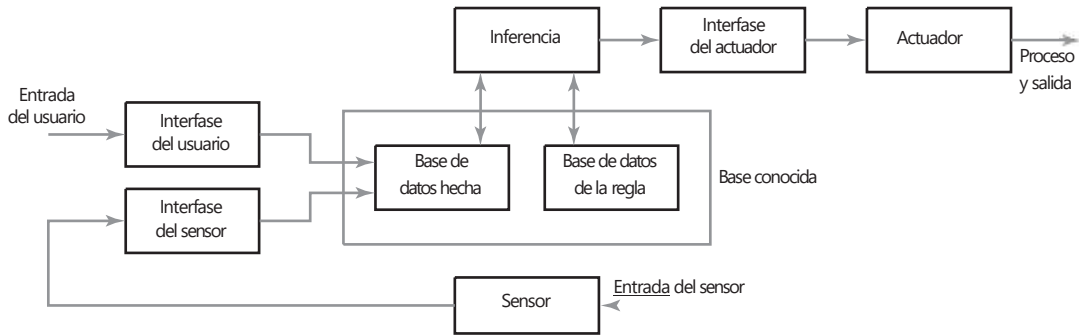 Inferencia
Interfase
del actuador
Actuador
Proceso
y salida
Entrada
del usuario
Interfase
del usuario
Base de
datos hecha
Base de datos
de la regla
Base conocida
Interfase
del sensor
Sensor
Entrada del sensor